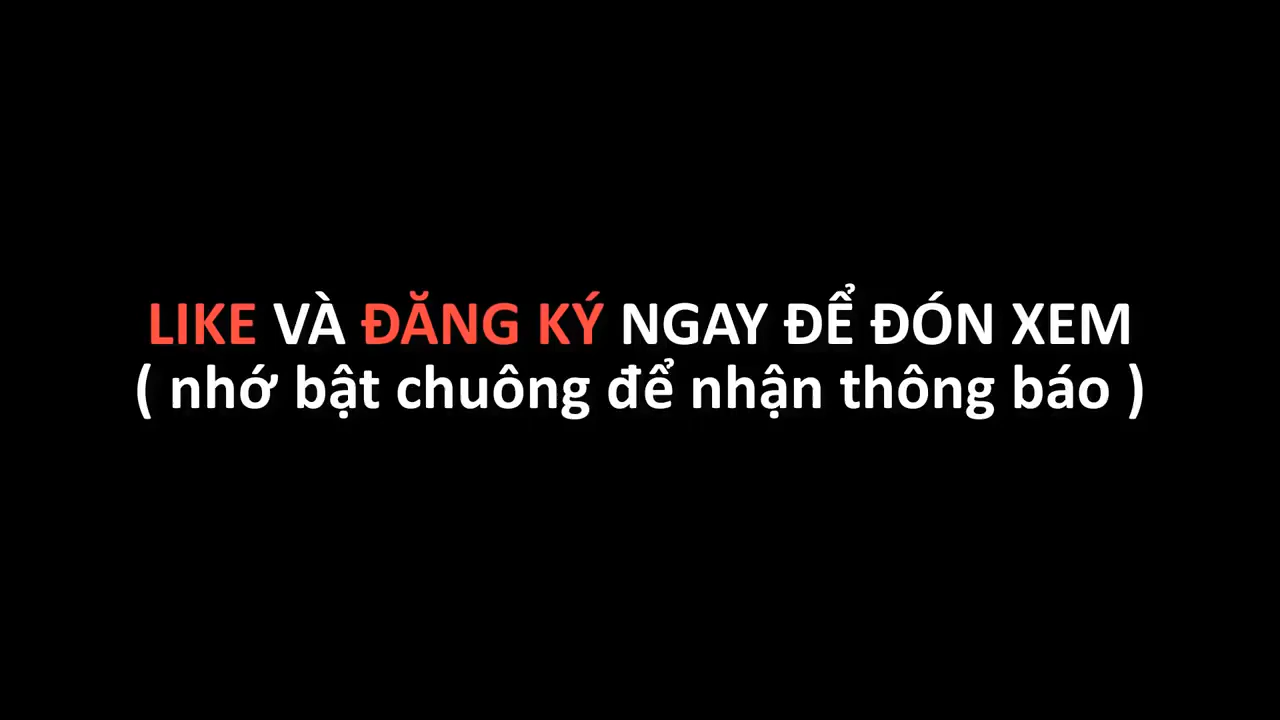 LIKE VÀ ĐĂNG KÝ NGAY ĐỂ ĐÓN XEM
( nhớ bật chuông để nhận thông báo )